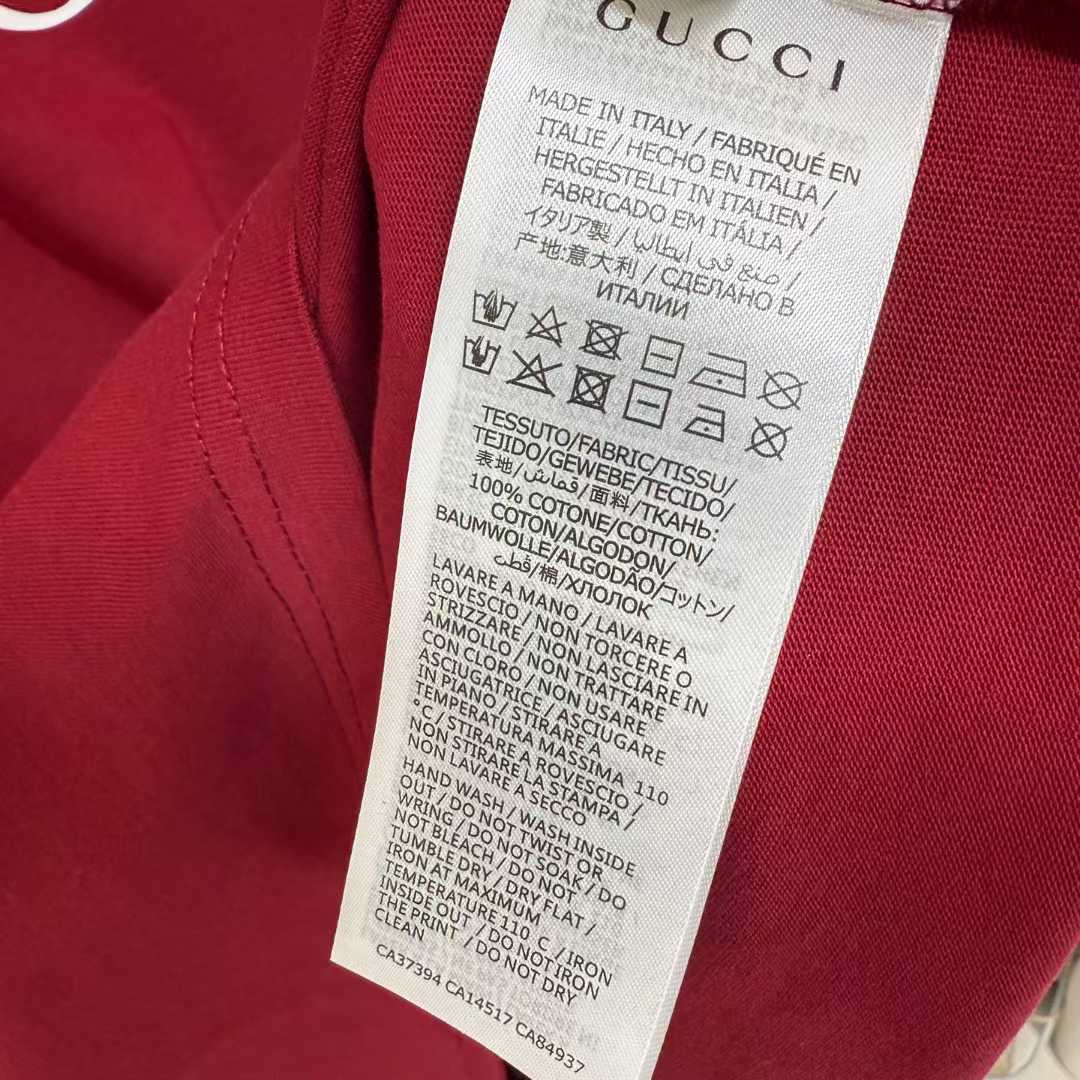 GUCCI
MADE IN ITALY / FABRIQUÉ EN
ITALIE / HECHO EN ITALIA /
HERGESTELLT IN ITALIEN /
FABRICADO EM ITÁLIA /
イタリア製 / صنع في إيطاليا /
产地:意大利 / СДЕЛАНО В
ИТАЛИИ
TESSUTO/FABRIC/TISSU/
TEJIDO/GEWEBE/TECIDO/
表地/قماش/面料/ТКАНЬ:
100% COTONE/COTTON/
COTON/ALGODON/
BAUMWOLLE/ALGODÃO/コットン/
قطن/棉/ХЛОПОК
LAVARE A MANO / LAVARE A
ROVESCIO / NON TORCERE O
STRIZZARE / NON LASCIARE IN
AMMOLLO / NON TRATTARE
CON CLORO / NON USARE
ASCIUGATRICE / ASCIUGARE
IN PIANO / STIRARE A
TEMPERATURA MASSIMA 110
°C / STIRARE A ROVESCIO /
NON STIRARE LA STAMPA /
NON LAVARE A SECCO
HAND WASH / WASH INSIDE
OUT / DO NOT TWIST OR
WRING / DO NOT SOAK / DO
NOT BLEACH / DO NOT
TUMBLE DRY / DRY FLAT /
IRON AT MAXIMUM
TEMPERATURE 110 C / IRON
INSIDE OUT / DO NOT IRON
THE PRINT / DO NOT DRY
CLEAN
CA37394 CA14517 CA84937